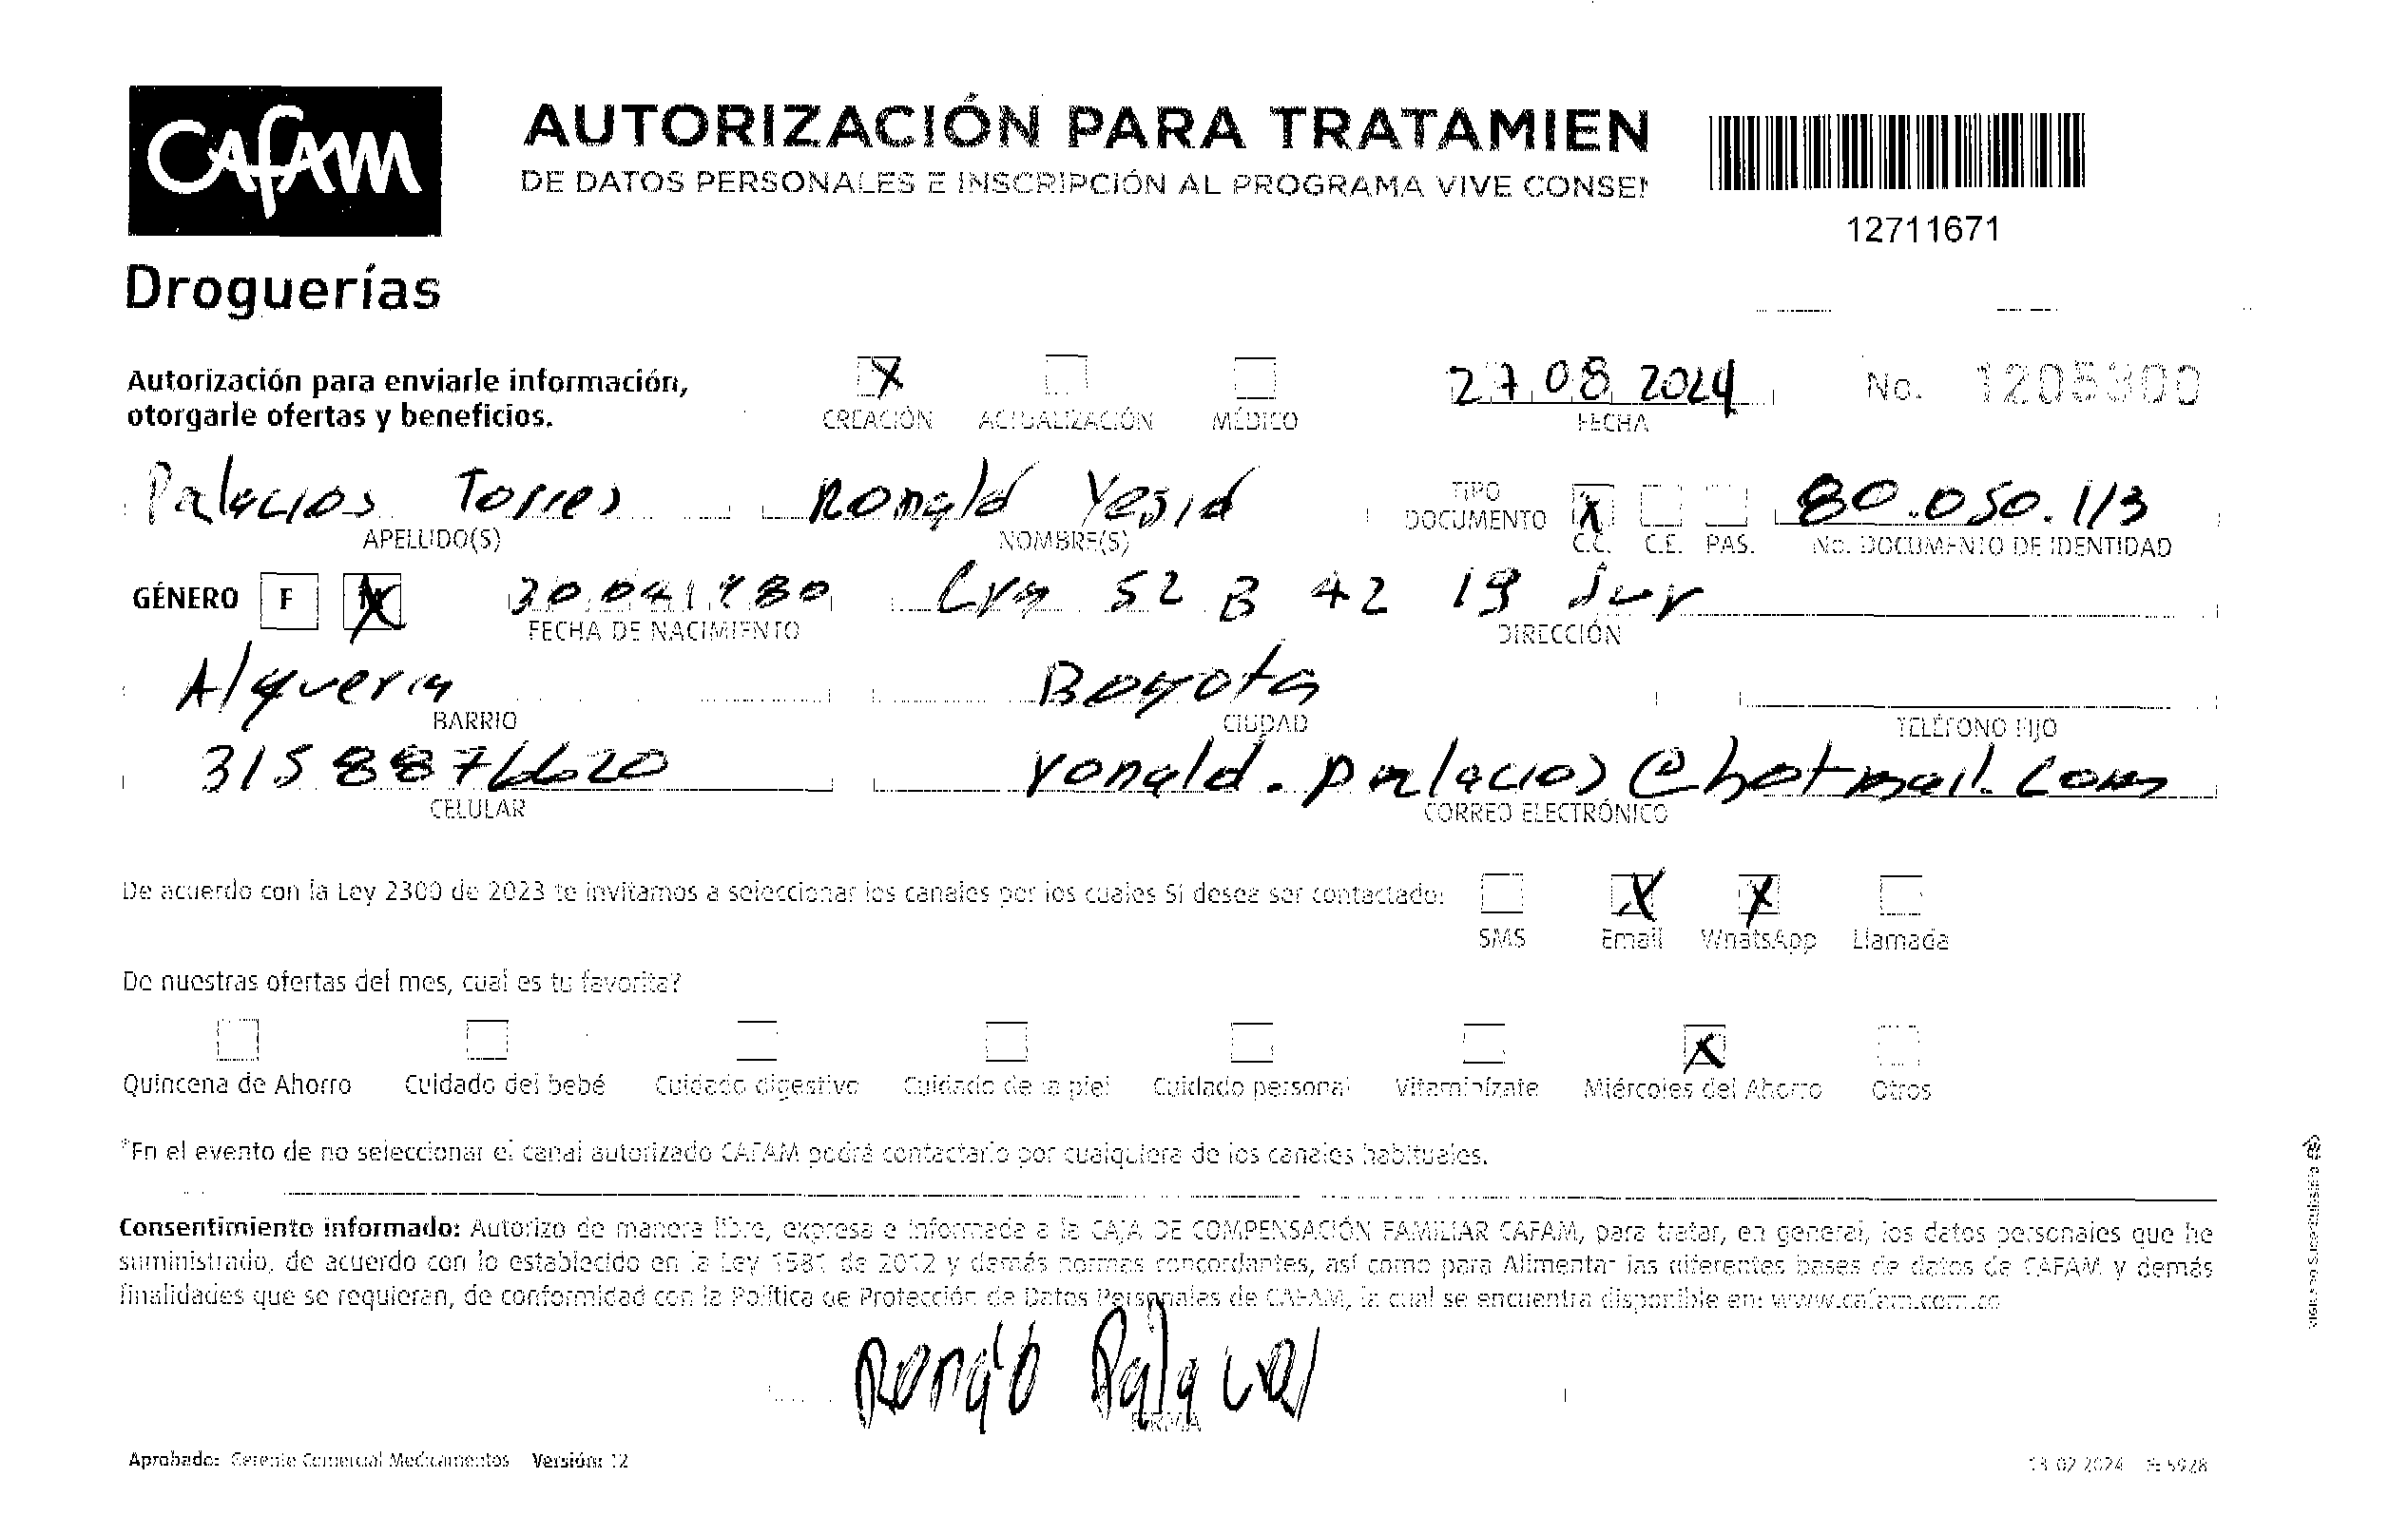 CAfAM
AUTORIZACIÓN PARA TRATAMIEN
DE DATOS PERSONALES E INSCRIPCIÓN AL PROGRAMA VIVE CONSE
12711671
Droguerías
Autorización para enviarle información,
otorgarle ofertas y beneficios.
X CREACIÓN ACTUALIZACIÓN MÉDICO
27 08 2024
FECHA
No. 1205300
Palacios Torres Ronald Yesid
APELLIDO(S) NOMBRE(S)
TIPO DOCUMENTO X C.C. C.E. PAS. 80.050.113
No. DOCUMENTO DE IDENTIDAD
GÉNERO F M X 30 04 1980 Cra 52 B 42 19 sur
FECHA DE NACIMIENTO DIRECCIÓN
Alqueria Bogota
BARRIO CIUDAD TELÉFONO FIJO
315 8876620 ronald.palacios@hotmail.com
CELULAR CORREO ELECTRÓNICO
De acuerdo con la Ley 2300 de 2023 te invitamos a seleccionar los canales por los cuales SI desea ser contactado:
X X
SMS Email WhatsApp Llamada
De nuestras ofertas del mes, cual es tu favorita?
X
Quincena de Ahorro Cuidado del bebé Cuidado digestivo Cuidado de la piel Cuidado personal Vitaminízate Miércoles del Ahorro Otros
*En el evento de no seleccionar el canal autorizado CAFAM podrá contactarlo por cualquiera de los canales habituales.
Consentimiento informado: Autorizo de manera libre, expresa e informada a la CAJA DE COMPENSACIÓN FAMILIAR CAFAM, para tratar, en general, los datos personales que he
suministrado, de acuerdo con lo establecido en la Ley 1581 de 2012 y demás normas concordantes, así como para Alimentar las diferentes bases de datos de CAFAM y demás
finalidades que se requieran, de conformidad con la Política de Protección de Datos Personales de CAFAM, la cual se encuentra disponible en: www.cafam.com.co
Ronald Palacios
FIRMA
Aprobado: Gerente Comercial Medicamentos Versión: 12
13 02 2024